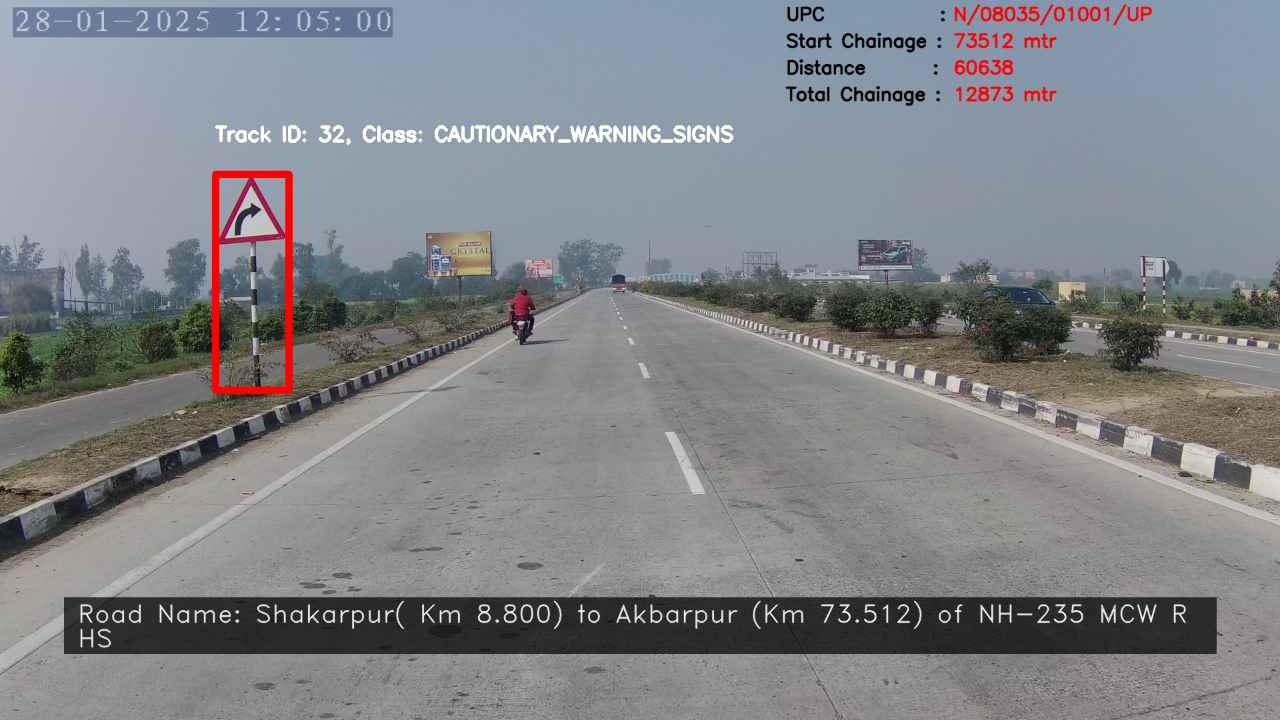 28-01-2025 12:05:00
UPC : N/08035/01001/UP
Start Chainage : 73512 mtr
Distance : 60638
Total Chainage : 12873 mtr
Track ID: 32, Class: CAUTIONARY_WARNING_SIGNS
CRYSTAL
Road Name: Shakarpur( Km 8.800) to Akbarpur (Km 73.512) of NH-235 MCW R
HS